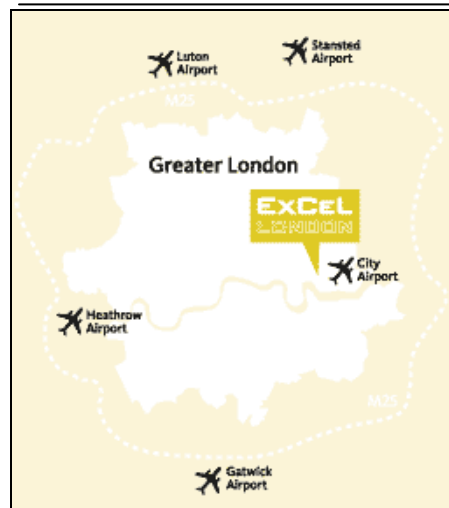 Luton
Airport
Stansted
Airport
M25
Greater London
EXCEL
LONDON
City
Airport
Heathrow
Airport
M25
Gatwick
Airport